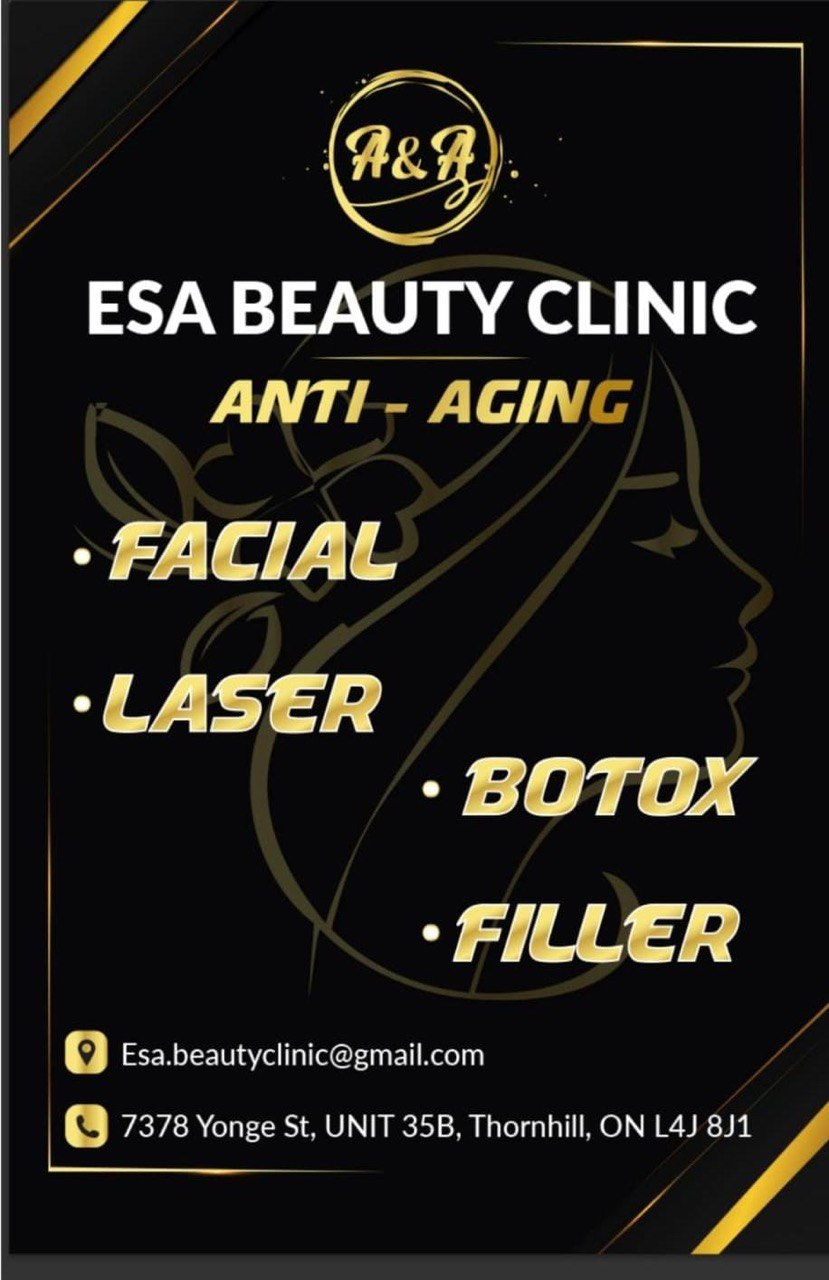 A&A
ESA BEAUTY CLINIC
ANTI - AGING
• FACIAL
• LASER
• BOTOX
• FILLER
Esa.beautyclinic@gmail.com
7378 Yonge St, UNIT 35B, Thornhill, ON L4J 8J1